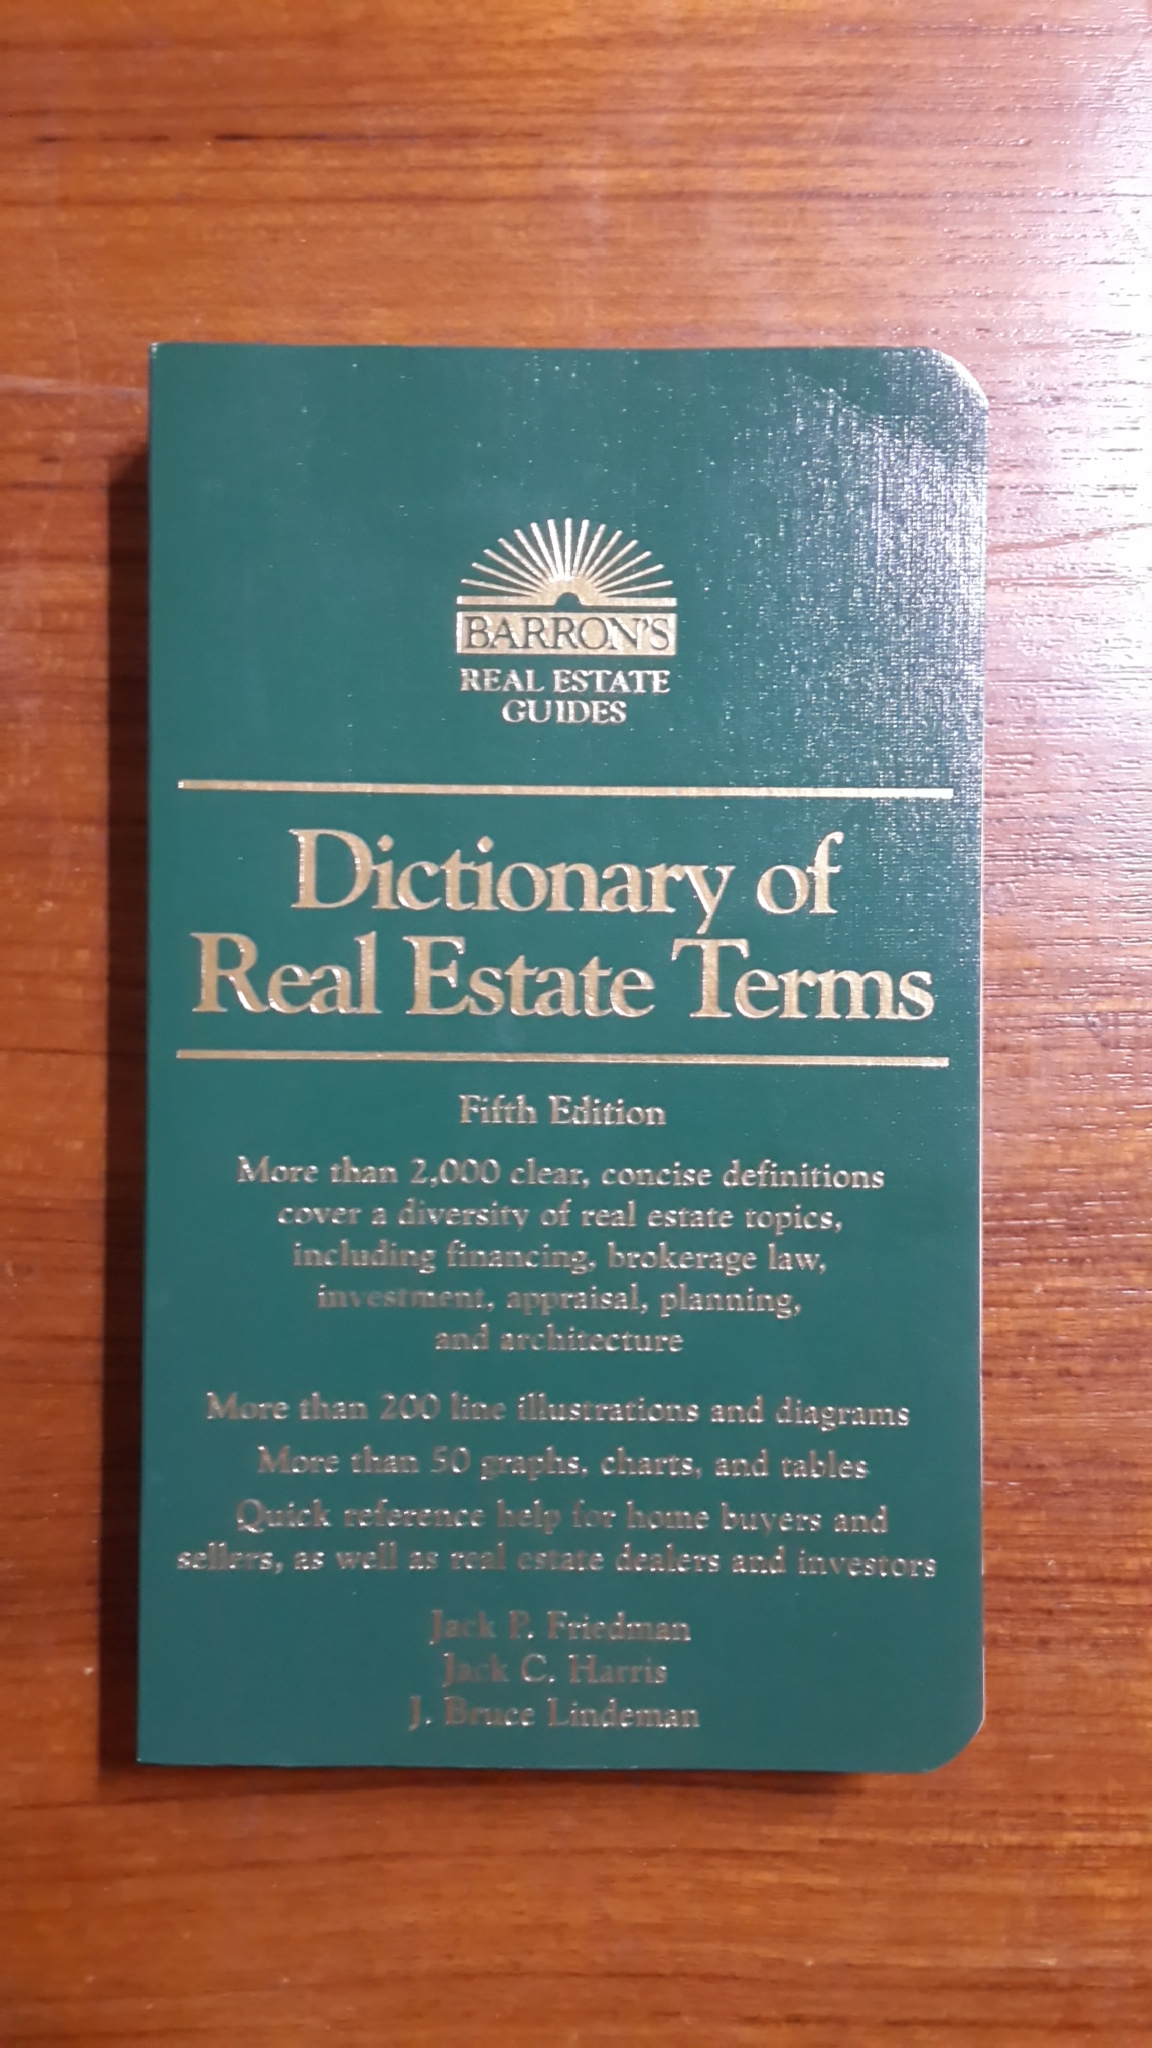 BARRON'S
REAL ESTATE
GUIDES
Dictionary of
Real Estate Terms
Fifth Edition
More than 2,000 clear, concise definitions
cover a diversity of real estate topics,
including financing, brokerage law,
investment, appraisal, planning,
and architecture
More than 200 line illustrations and diagrams
More than 50 graphs, charts, and tables
Quick reference help for home buyers and
sellers, as well as real estate dealers and investors
Jack P. Friedman
Jack C. Harris
J. Bruce Lindeman